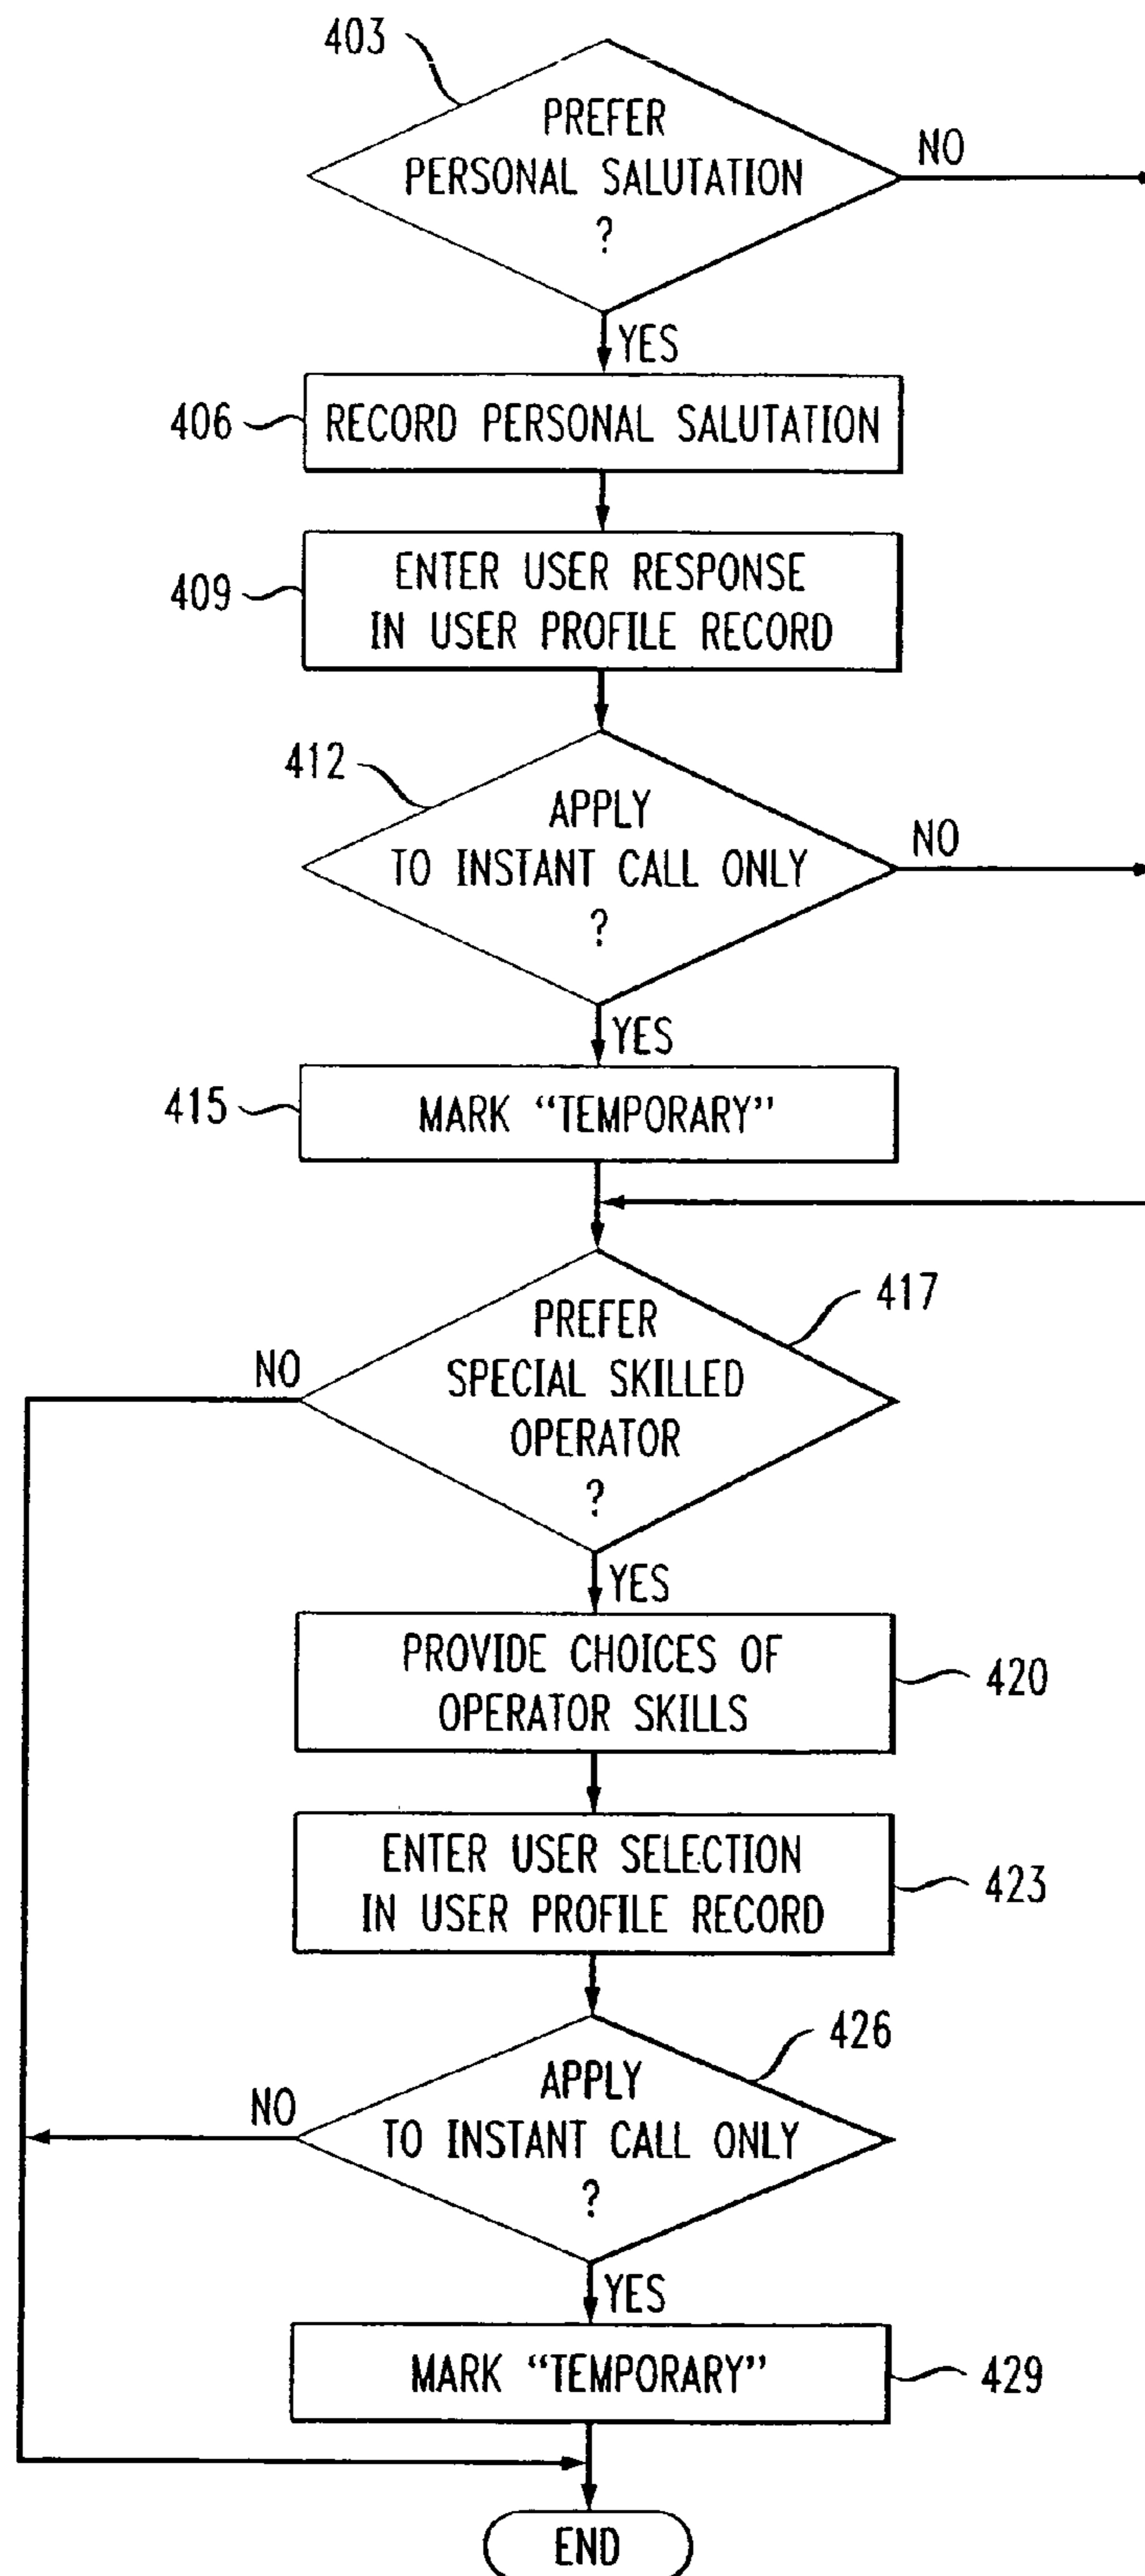 403
PREFER
PERSONAL SALUTATION
?
NO
YES
406
RECORD PERSONAL SALUTATION
409
ENTER USER RESPONSE
IN USER PROFILE RECORD
412
APPLY
TO INSTANT CALL ONLY
?
NO
YES
415
MARK “TEMPORARY”
417
PREFER
SPECIAL SKILLED
OPERATOR
?
NO
YES
PROVIDE CHOICES OF
OPERATOR SKILLS
420
ENTER USER SELECTION
IN USER PROFILE RECORD
423
426
APPLY
TO INSTANT CALL ONLY
?
NO
YES
MARK “TEMPORARY”
429
END